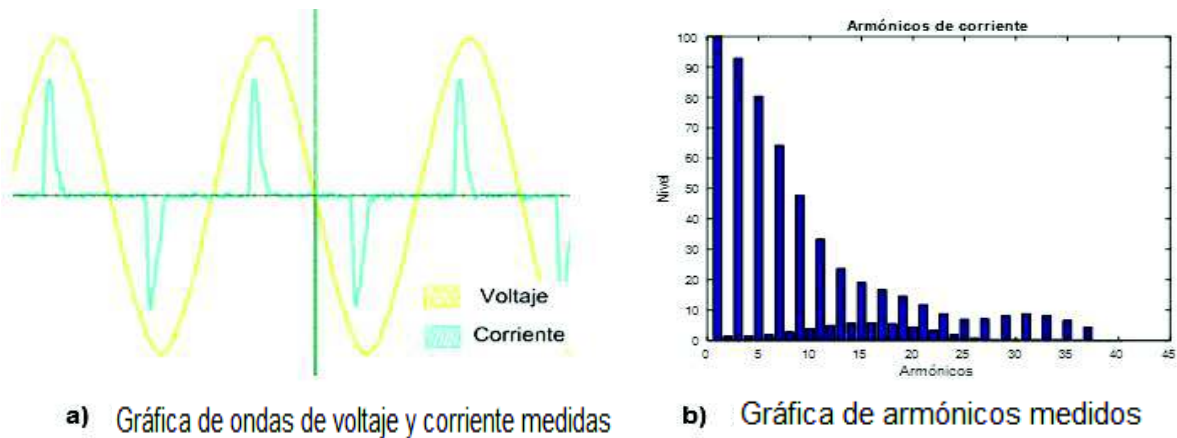 Voltaje
Corriente
a) Gráfica de ondas de voltaje y corriente medidas
Armónicos de corriente
Nivel
100
90
80
70
60
50
40
30
20
10
0
0 5 10 15 20 25 30 35 40 45
Armónicos
b) Gráfica de armónicos medidos